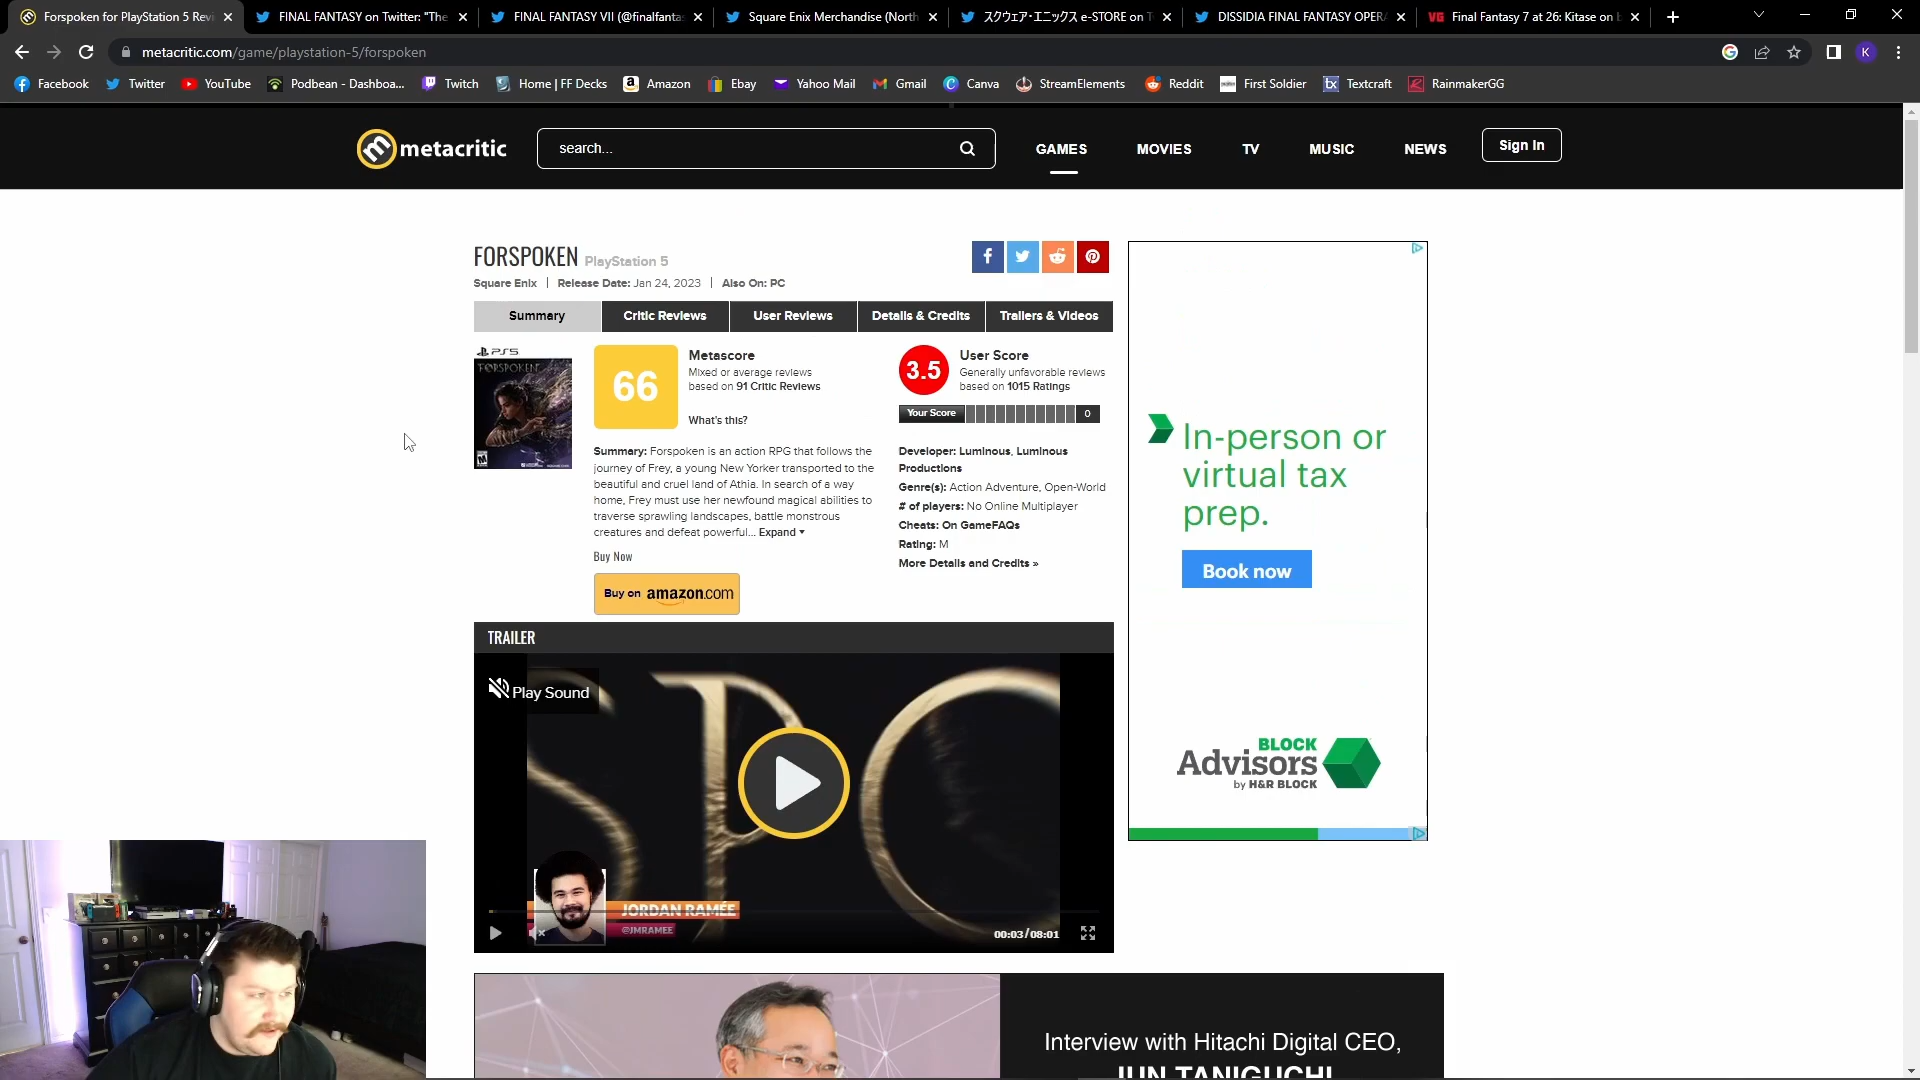 Forspoken for PlayStation 5 Revi
FINAL FANTASY on Twitter: "The
FINAL FANTASY VII (@finalfantas
Square Enix Merchandise (North
スクウェア・エニックス e-STORE on T
DISSIDIA FINAL FANTASY OPERA
VG Final Fantasy 7 at 26: Kitase on b
metacritic.com/game/playstation-5/forspoken
K
Facebook
Twitter
YouTube
Podbean - Dashboa...
Twitch
Home | FF Decks
Amazon
Ebay
Yahoo Mail
Gmail
Canva
StreamElements
Reddit
First Soldier
tx Textcraft
RainmakerGG
metacritic
search...
GAMES
MOVIES
TV
MUSIC
NEWS
Sign In
FORSPOKEN PlayStation 5
Square Enix | Release Date: Jan 24, 2023 | Also On: PC
Summary
Critic Reviews
User Reviews
Details & Credits
Trailers & Videos
PS5
FORSPOKEN
66
Metascore
Mixed or average reviews
based on 91 Critic Reviews
What's this?
3.5
User Score
Generally unfavorable reviews
based on 1015 Ratings
Your Score
0
Summary: Forspoken is an action RPG that follows the
journey of Frey, a young New Yorker transported to the
beautiful and cruel land of Athia. In search of a way
home, Frey must use her newfound magical abilities to
traverse sprawling landscapes, battle monstrous
creatures and defeat powerful... Expand
Buy Now
Buy on amazon.com
Developer: Luminous, Luminous
Productions
Genre(s): Action Adventure, Open-World
# of players: No Online Multiplayer
Cheats: On GameFAQs
Rating: M
More Details and Credits »
TRAILER
Play Sound
SPO
JORDAN RAMÉE
@JMRAMEE
00:03/08:01
In-person or
virtual tax
prep.
Book now
BLOCK
Advisors
by H&R BLOCK
Interview with Hitachi Digital CEO,
JUN TANIGUCHI